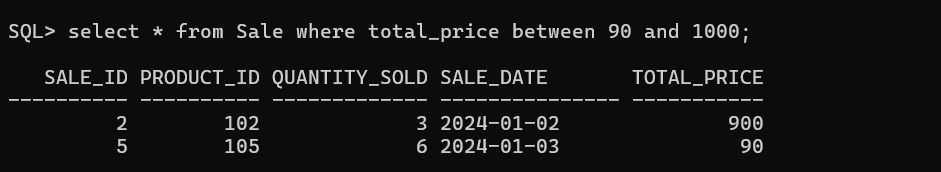 SQL> select * from Sale where total_price between 90 and 1000;
   SALE_ID PRODUCT_ID QUANTITY_SOLD SALE_DATE       TOTAL_PRICE
---------- ---------- ------------- --------------- -----------
         2        102             3 2024-01-02              900
         5        105             6 2024-01-03               90